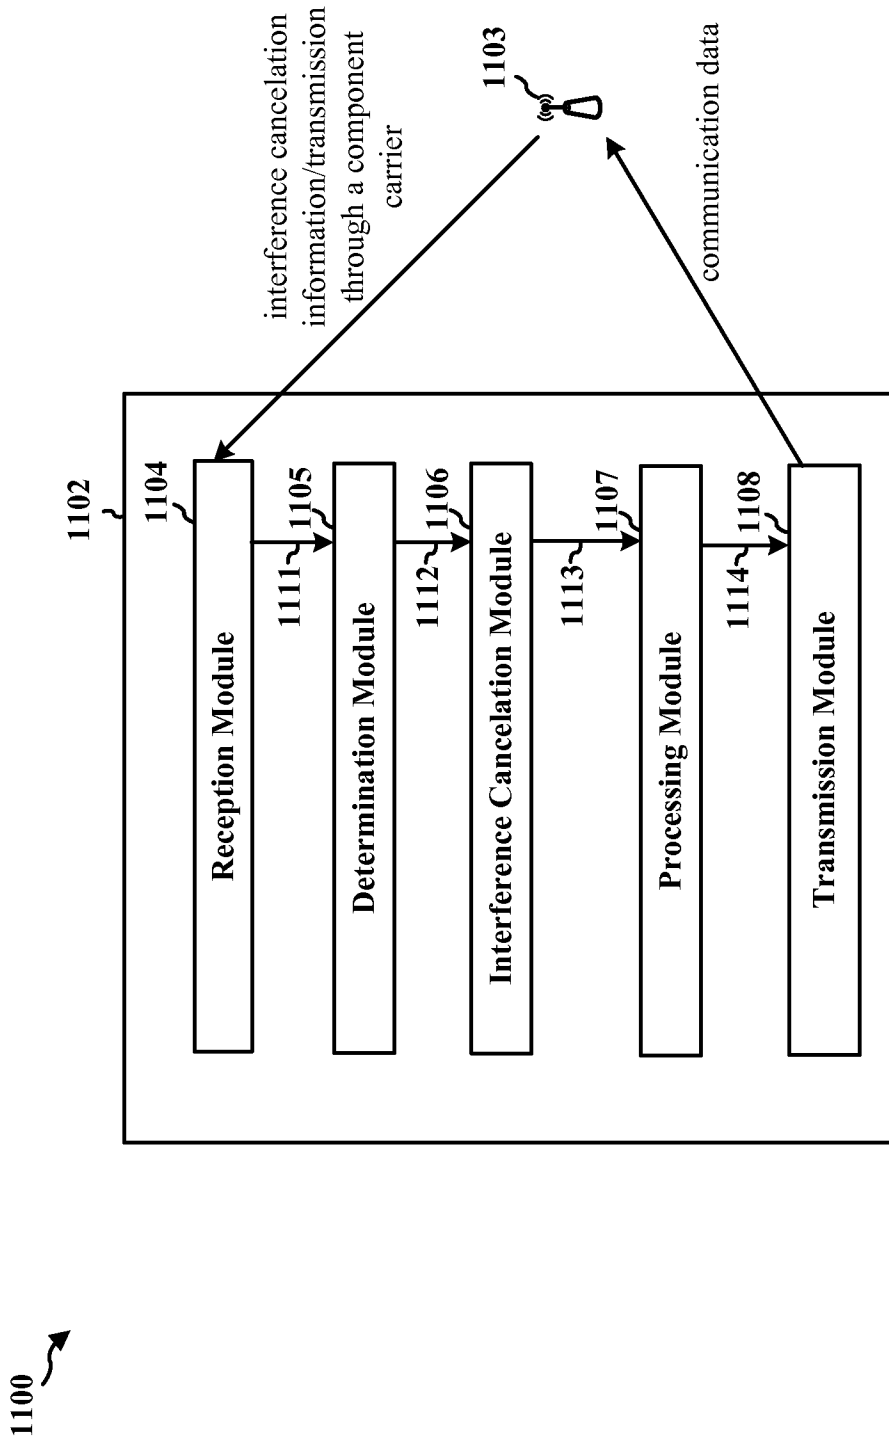 1100
1102
1104
Reception Module
1111
1105
Determination Module
1112
1106
Interference Cancelation Module
1113
1107
Processing Module
1114
1108
Transmission Module
interference cancelation
information/transmission
through a component
carrier
1103
communication data